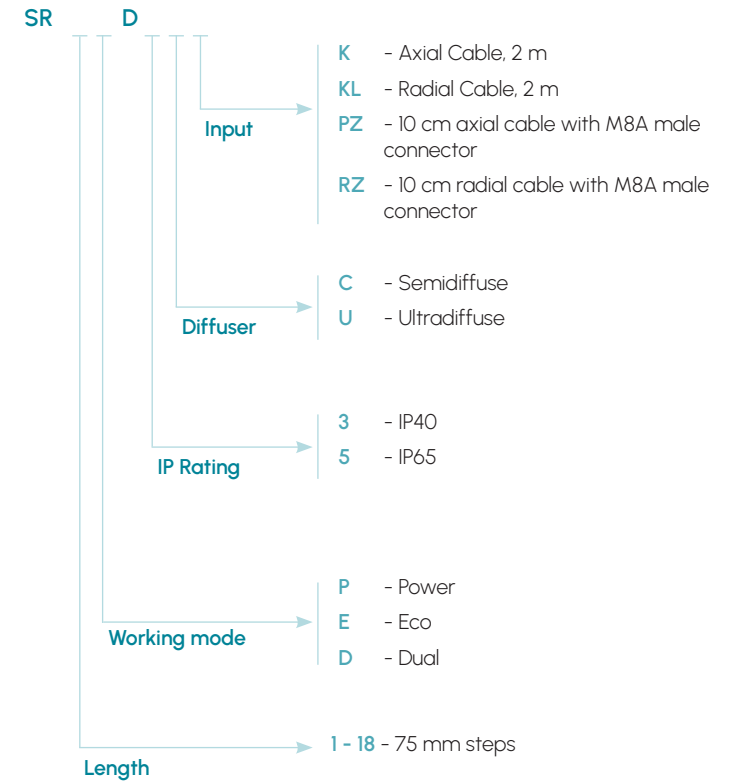 SR D
K - Axial Cable, 2 m
KL - Radial Cable, 2 m
Input
PZ - 10 cm axial cable with M8A male
connector
RZ - 10 cm radial cable with M8A male
connector
C - Semidiffuse
U - Ultradiffuse
Diffuser
3 - IP40
5 - IP65
IP Rating
P - Power
E - Eco
Working mode
D - Dual
1 - 18 - 75 mm steps
Length